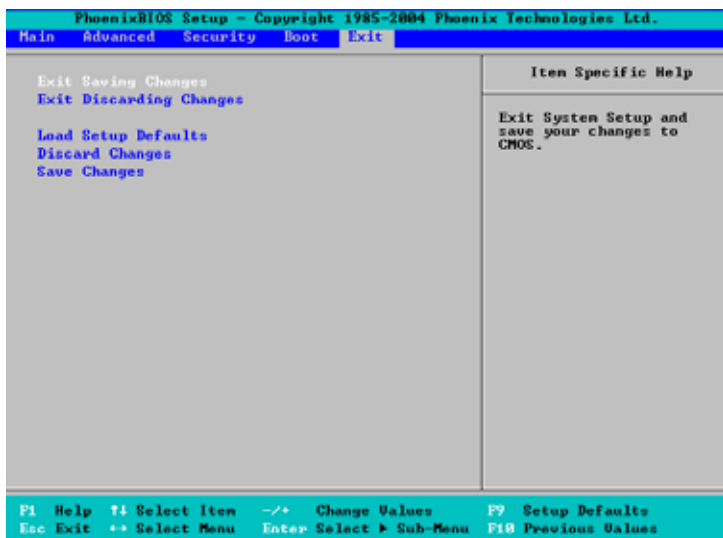 PhoenixBIOS Setup - Copyright 1985-2004 Phoenix Technologies Ltd.
Main Advanced Security Boot Exit
Exit Saving Changes
Exit Discarding Changes
Load Setup Defaults
Discard Changes
Save Changes
Item Specific Help
Exit System Setup and
save your changes to
CMOS.
F1 Help ↑↓ Select Item -/+ Change Values F9 Setup Defaults
Esc Exit ↔ Select Menu Enter Select ▶ Sub-Menu F10 Previous Values